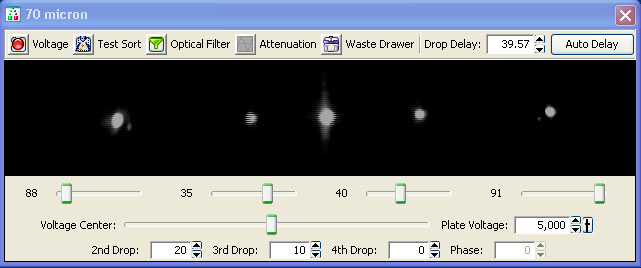 70 micron
Voltage Test Sort Optical Filter Attenuation Waste Drawer Drop Delay: 39.57 Auto Delay
88 35 40 91
Voltage Center: Plate Voltage: 5,000
2nd Drop: 20 3rd Drop: 10 4th Drop: 0 Phase: 0